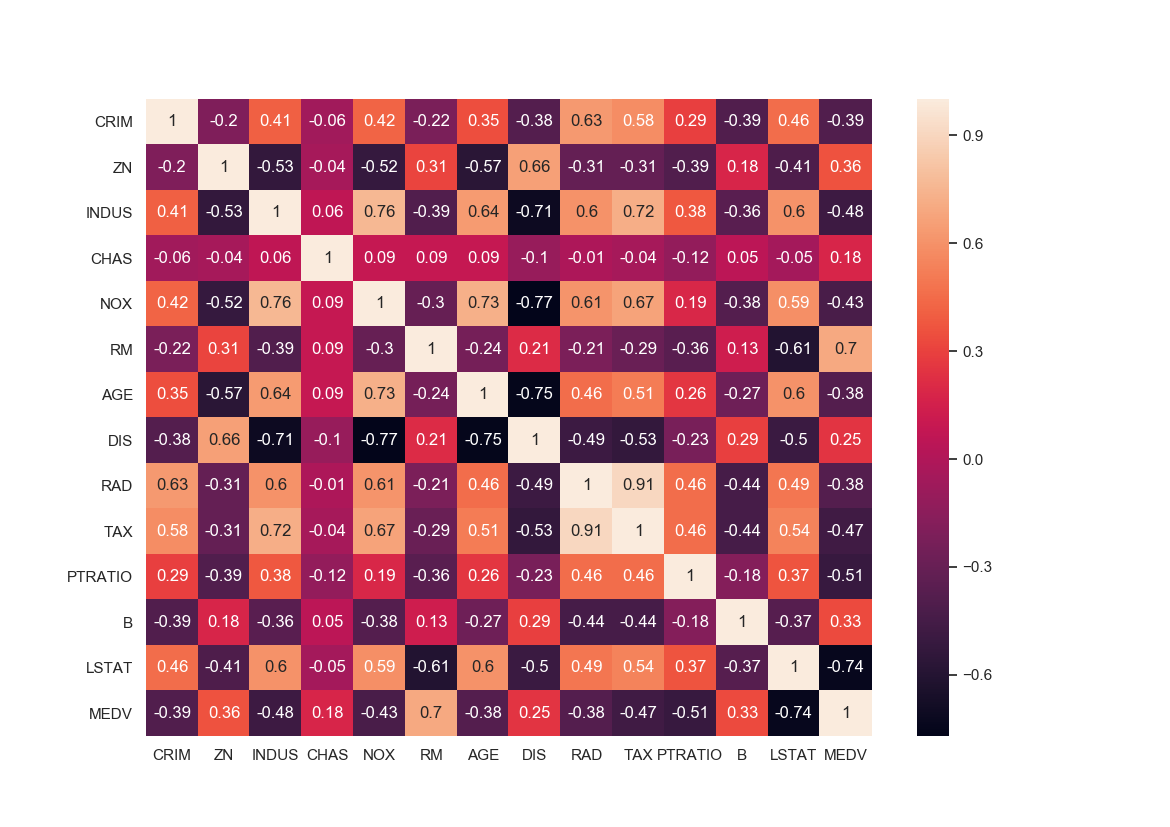 CRIM 1 -0.2 0.41 -0.06 0.42 -0.22 0.35 -0.38 0.63 0.58 0.29 -0.39 0.46 -0.39
0.9
ZN -0.2 1 -0.53 -0.04 -0.52 0.31 -0.57 0.66 -0.31 -0.31 -0.39 0.18 -0.41 0.36
INDUS 0.41 -0.53 1 0.06 0.76 -0.39 0.64 -0.71 0.6 0.72 0.38 -0.36 0.6 -0.48
0.6
CHAS -0.06 -0.04 0.06 1 0.09 0.09 0.09 -0.1 -0.01 -0.04 -0.12 0.05 -0.05 0.18
NOX 0.42 -0.52 0.76 0.09 1 -0.3 0.73 -0.77 0.61 0.67 0.19 -0.38 0.59 -0.43
RM -0.22 0.31 -0.39 0.09 -0.3 1 -0.24 0.21 -0.21 -0.29 -0.36 0.13 -0.61 0.7
0.3
AGE 0.35 -0.57 0.64 0.09 0.73 -0.24 1 -0.75 0.46 0.51 0.26 -0.27 0.6 -0.38
DIS -0.38 0.66 -0.71 -0.1 -0.77 0.21 -0.75 1 -0.49 -0.53 -0.23 0.29 -0.5 0.25
0.0
RAD 0.63 -0.31 0.6 -0.01 0.61 -0.21 0.46 -0.49 1 0.91 0.46 -0.44 0.49 -0.38
TAX 0.58 -0.31 0.72 -0.04 0.67 -0.29 0.51 -0.53 0.91 1 0.46 -0.44 0.54 -0.47
−0.3
PTRATIO 0.29 -0.39 0.38 -0.12 0.19 -0.36 0.26 -0.23 0.46 0.46 1 -0.18 0.37 -0.51
B -0.39 0.18 -0.36 0.05 -0.38 0.13 -0.27 0.29 -0.44 -0.44 -0.18 1 -0.37 0.33
LSTAT 0.46 -0.41 0.6 -0.05 0.59 -0.61 0.6 -0.5 0.49 0.54 0.37 -0.37 1 -0.74
−0.6
MEDV -0.39 0.36 -0.48 0.18 -0.43 0.7 -0.38 0.25 -0.38 -0.47 -0.51 0.33 -0.74 1
CRIM ZN INDUS CHAS NOX RM AGE DIS RAD TAX PTRATIO B LSTAT MEDV